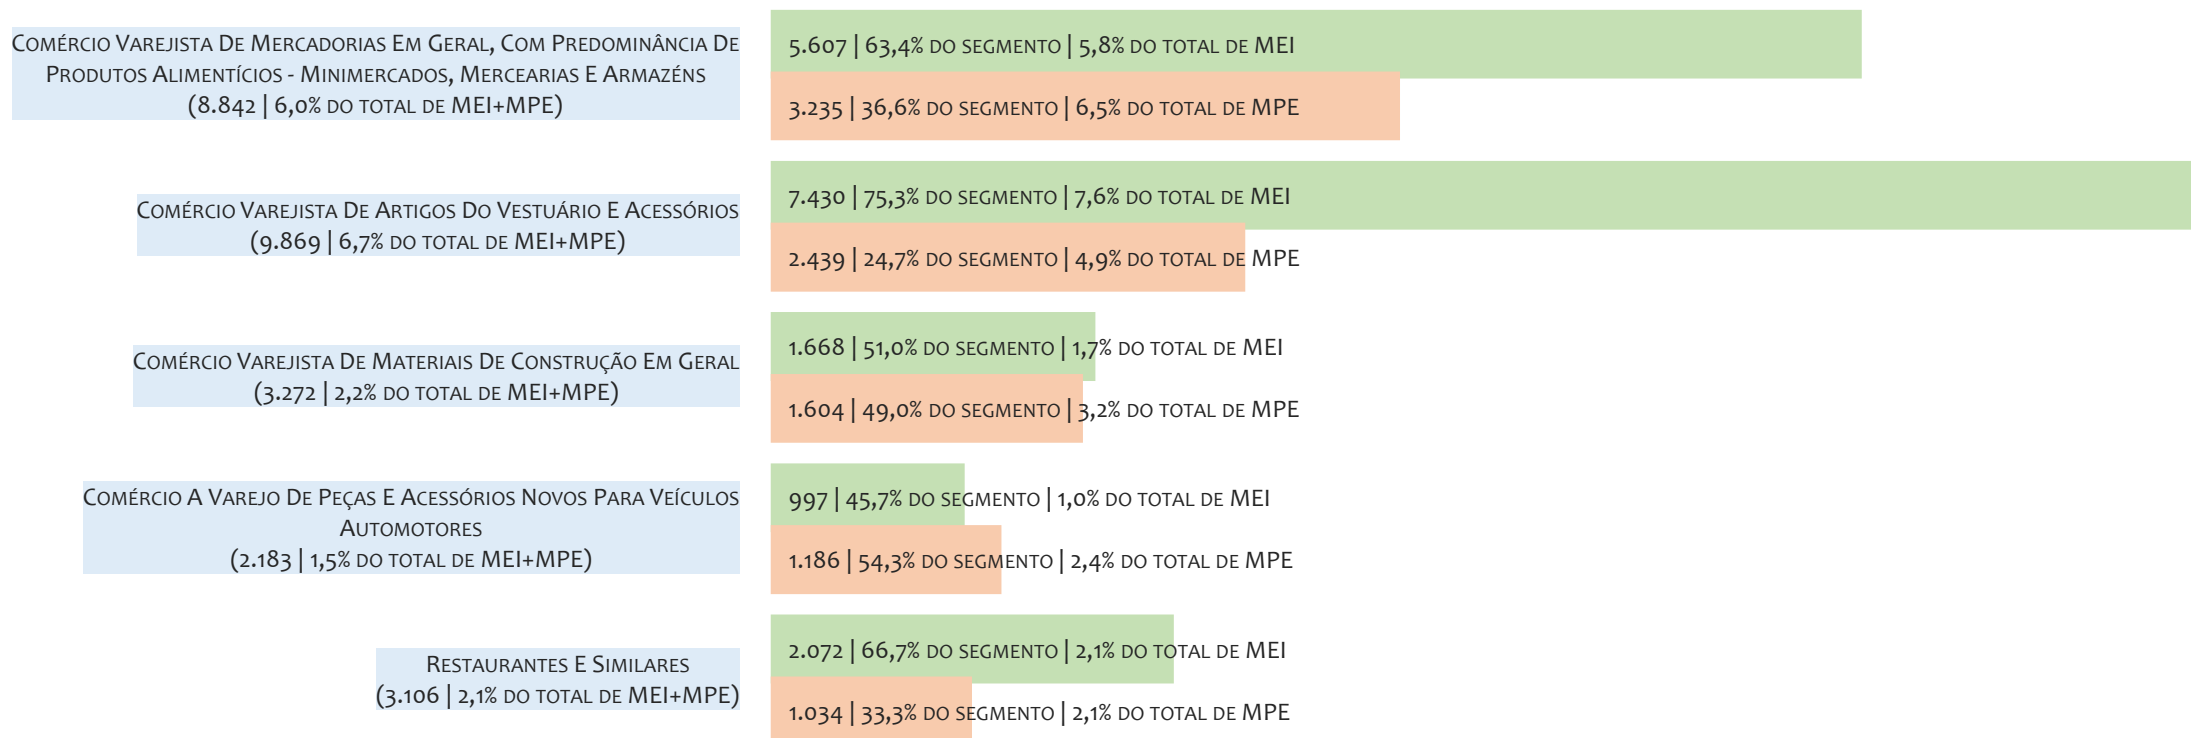 Comércio Varejista De Mercadorias Em Geral, Com Predominância De
Produtos Alimentícios - Minimercados, Mercearias E Armazéns
(8.842 | 6,0% do total de MEI+MPE)
5.607 | 63,4% do segmento | 5,8% do total de MEI
3.235 | 36,6% do segmento | 6,5% do total de MPE
Comércio Varejista De Artigos Do Vestuário E Acessórios
(9.869 | 6,7% do total de MEI+MPE)
7.430 | 75,3% do segmento | 7,6% do total de MEI
2.439 | 24,7% do segmento | 4,9% do total de MPE
Comércio Varejista De Materiais De Construção Em Geral
(3.272 | 2,2% do total de MEI+MPE)
1.668 | 51,0% do segmento | 1,7% do total de MEI
1.604 | 49,0% do segmento | 3,2% do total de MPE
Comércio A Varejo De Peças E Acessórios Novos Para Veículos
Automotores
(2.183 | 1,5% do total de MEI+MPE)
997 | 45,7% do segmento | 1,0% do total de MEI
1.186 | 54,3% do segmento | 2,4% do total de MPE
Restaurantes E Similares
(3.106 | 2,1% do total de MEI+MPE)
2.072 | 66,7% do segmento | 2,1% do total de MEI
1.034 | 33,3% do segmento | 2,1% do total de MPE